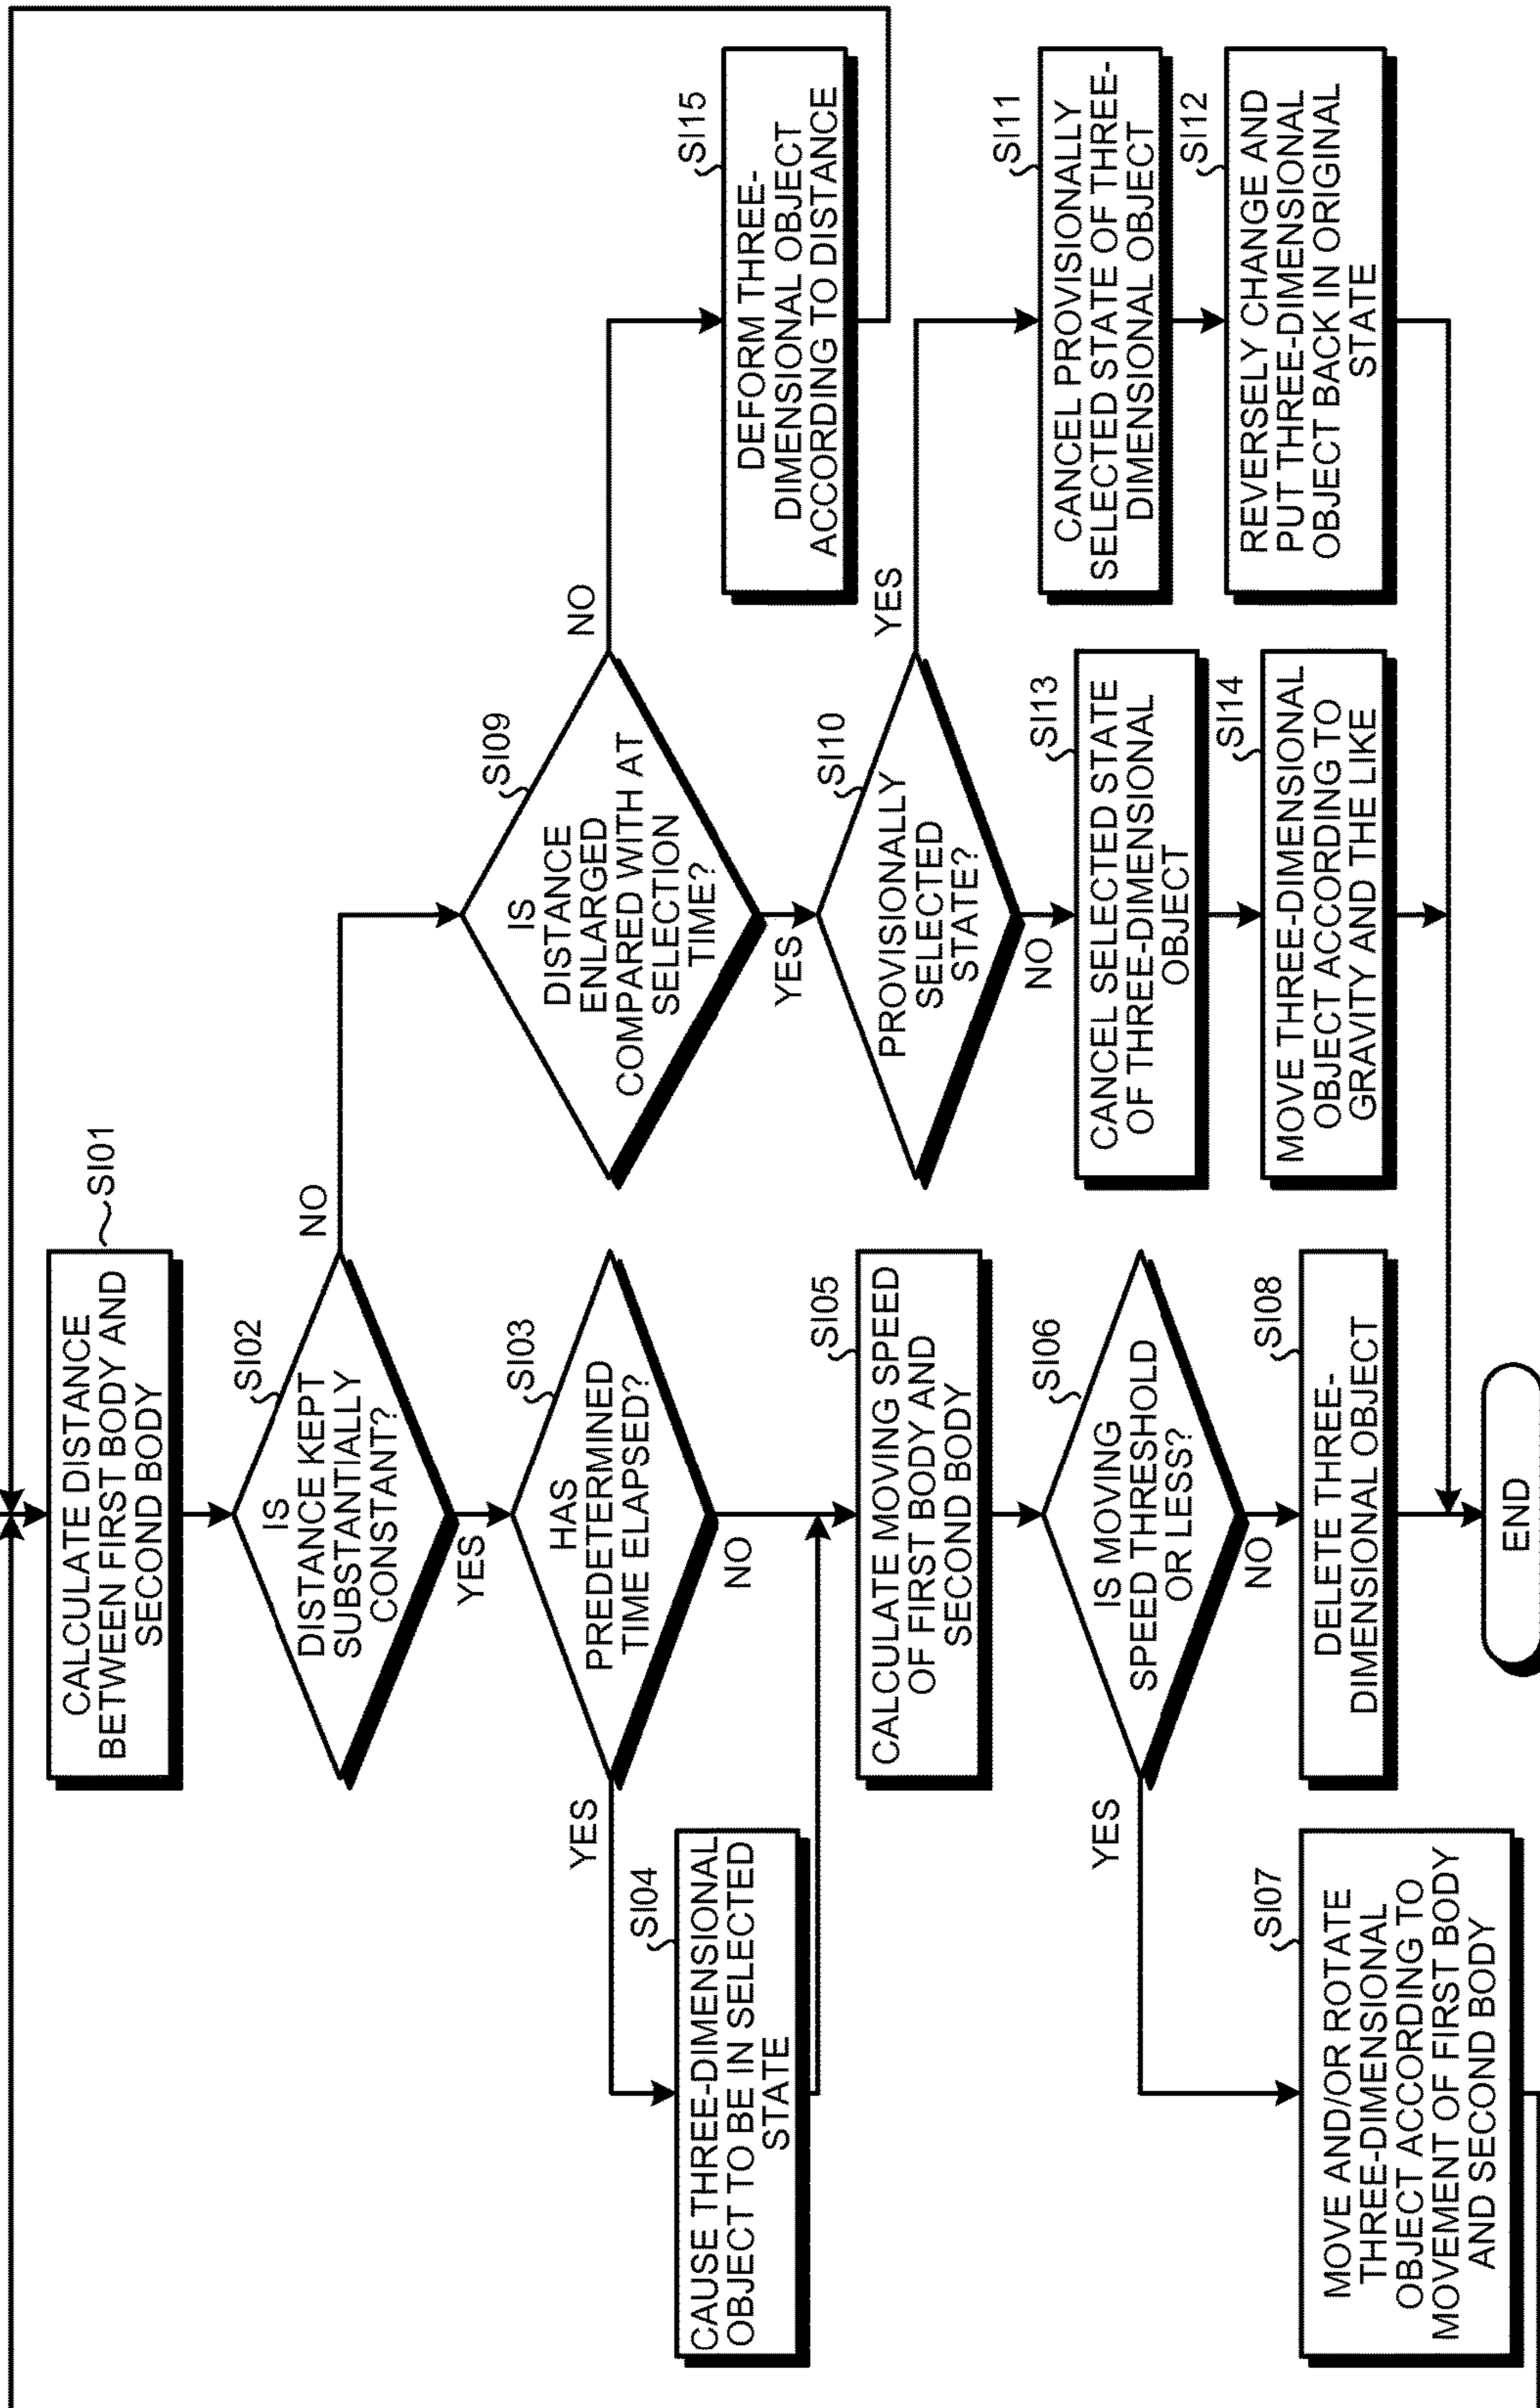 CALCULATE DISTANCE
BETWEEN FIRST BODY AND
SECOND BODY
SI01
IS
DISTANCE KEPT
SUBSTANTIALLY
CONSTANT?
SI02
NO
YES
HAS
PREDETERMINED
TIME ELAPSED?
SI03
YES
NO
CAUSE THREE-DIMENSIONAL
OBJECT TO BE IN SELECTED
STATE
SI04
CALCULATE MOVING SPEED
OF FIRST BODY AND
SECOND BODY
SI05
IS MOVING
SPEED THRESHOLD
OR LESS?
SI06
YES
NO
MOVE AND/OR ROTATE
THREE-DIMENSIONAL
OBJECT ACCORDING TO
MOVEMENT OF FIRST BODY
AND SECOND BODY
SI07
DELETE THREE-
DIMENSIONAL OBJECT
SI08
IS
DISTANCE
ENLARGED
COMPARED WITH AT
SELECTION
TIME?
SI09
NO
YES
PROVISIONALLY
SELECTED
STATE?
SI10
YES
NO
CANCEL PROVISIONALLY
SELECTED STATE OF THREE-
DIMENSIONAL OBJECT
SI11
REVERSELY CHANGE AND
PUT THREE-DIMENSIONAL
OBJECT BACK IN ORIGINAL
STATE
SI12
CANCEL SELECTED STATE
OF THREE-DIMENSIONAL
OBJECT
SI13
MOVE THREE-DIMENSIONAL
OBJECT ACCORDING TO
GRAVITY AND THE LIKE
SI14
DEFORM THREE-
DIMENSIONAL OBJECT
ACCORDING TO DISTANCE
SI15
END